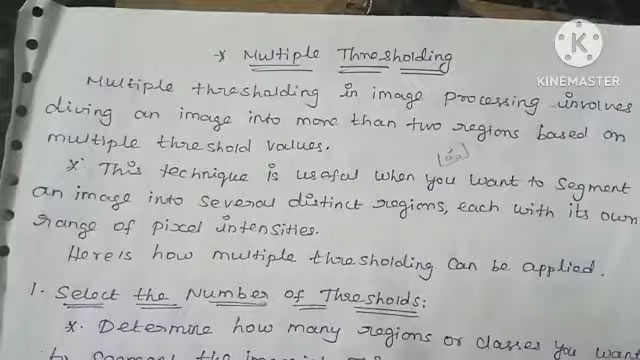 * Multiple Thresholding
KINEMASTER
Multiple thresholding in image processing involves
diving an image into more than two regions based on
multiple threshold values.
* This technique is useful when you want to segment
an image into several distinct regions, each with its own
range of pixel intensities.
Here is how multiple thresholding can be applied.
1. Select the Number of Thresholds:
* Determine how many regions or classes you want
to segment the